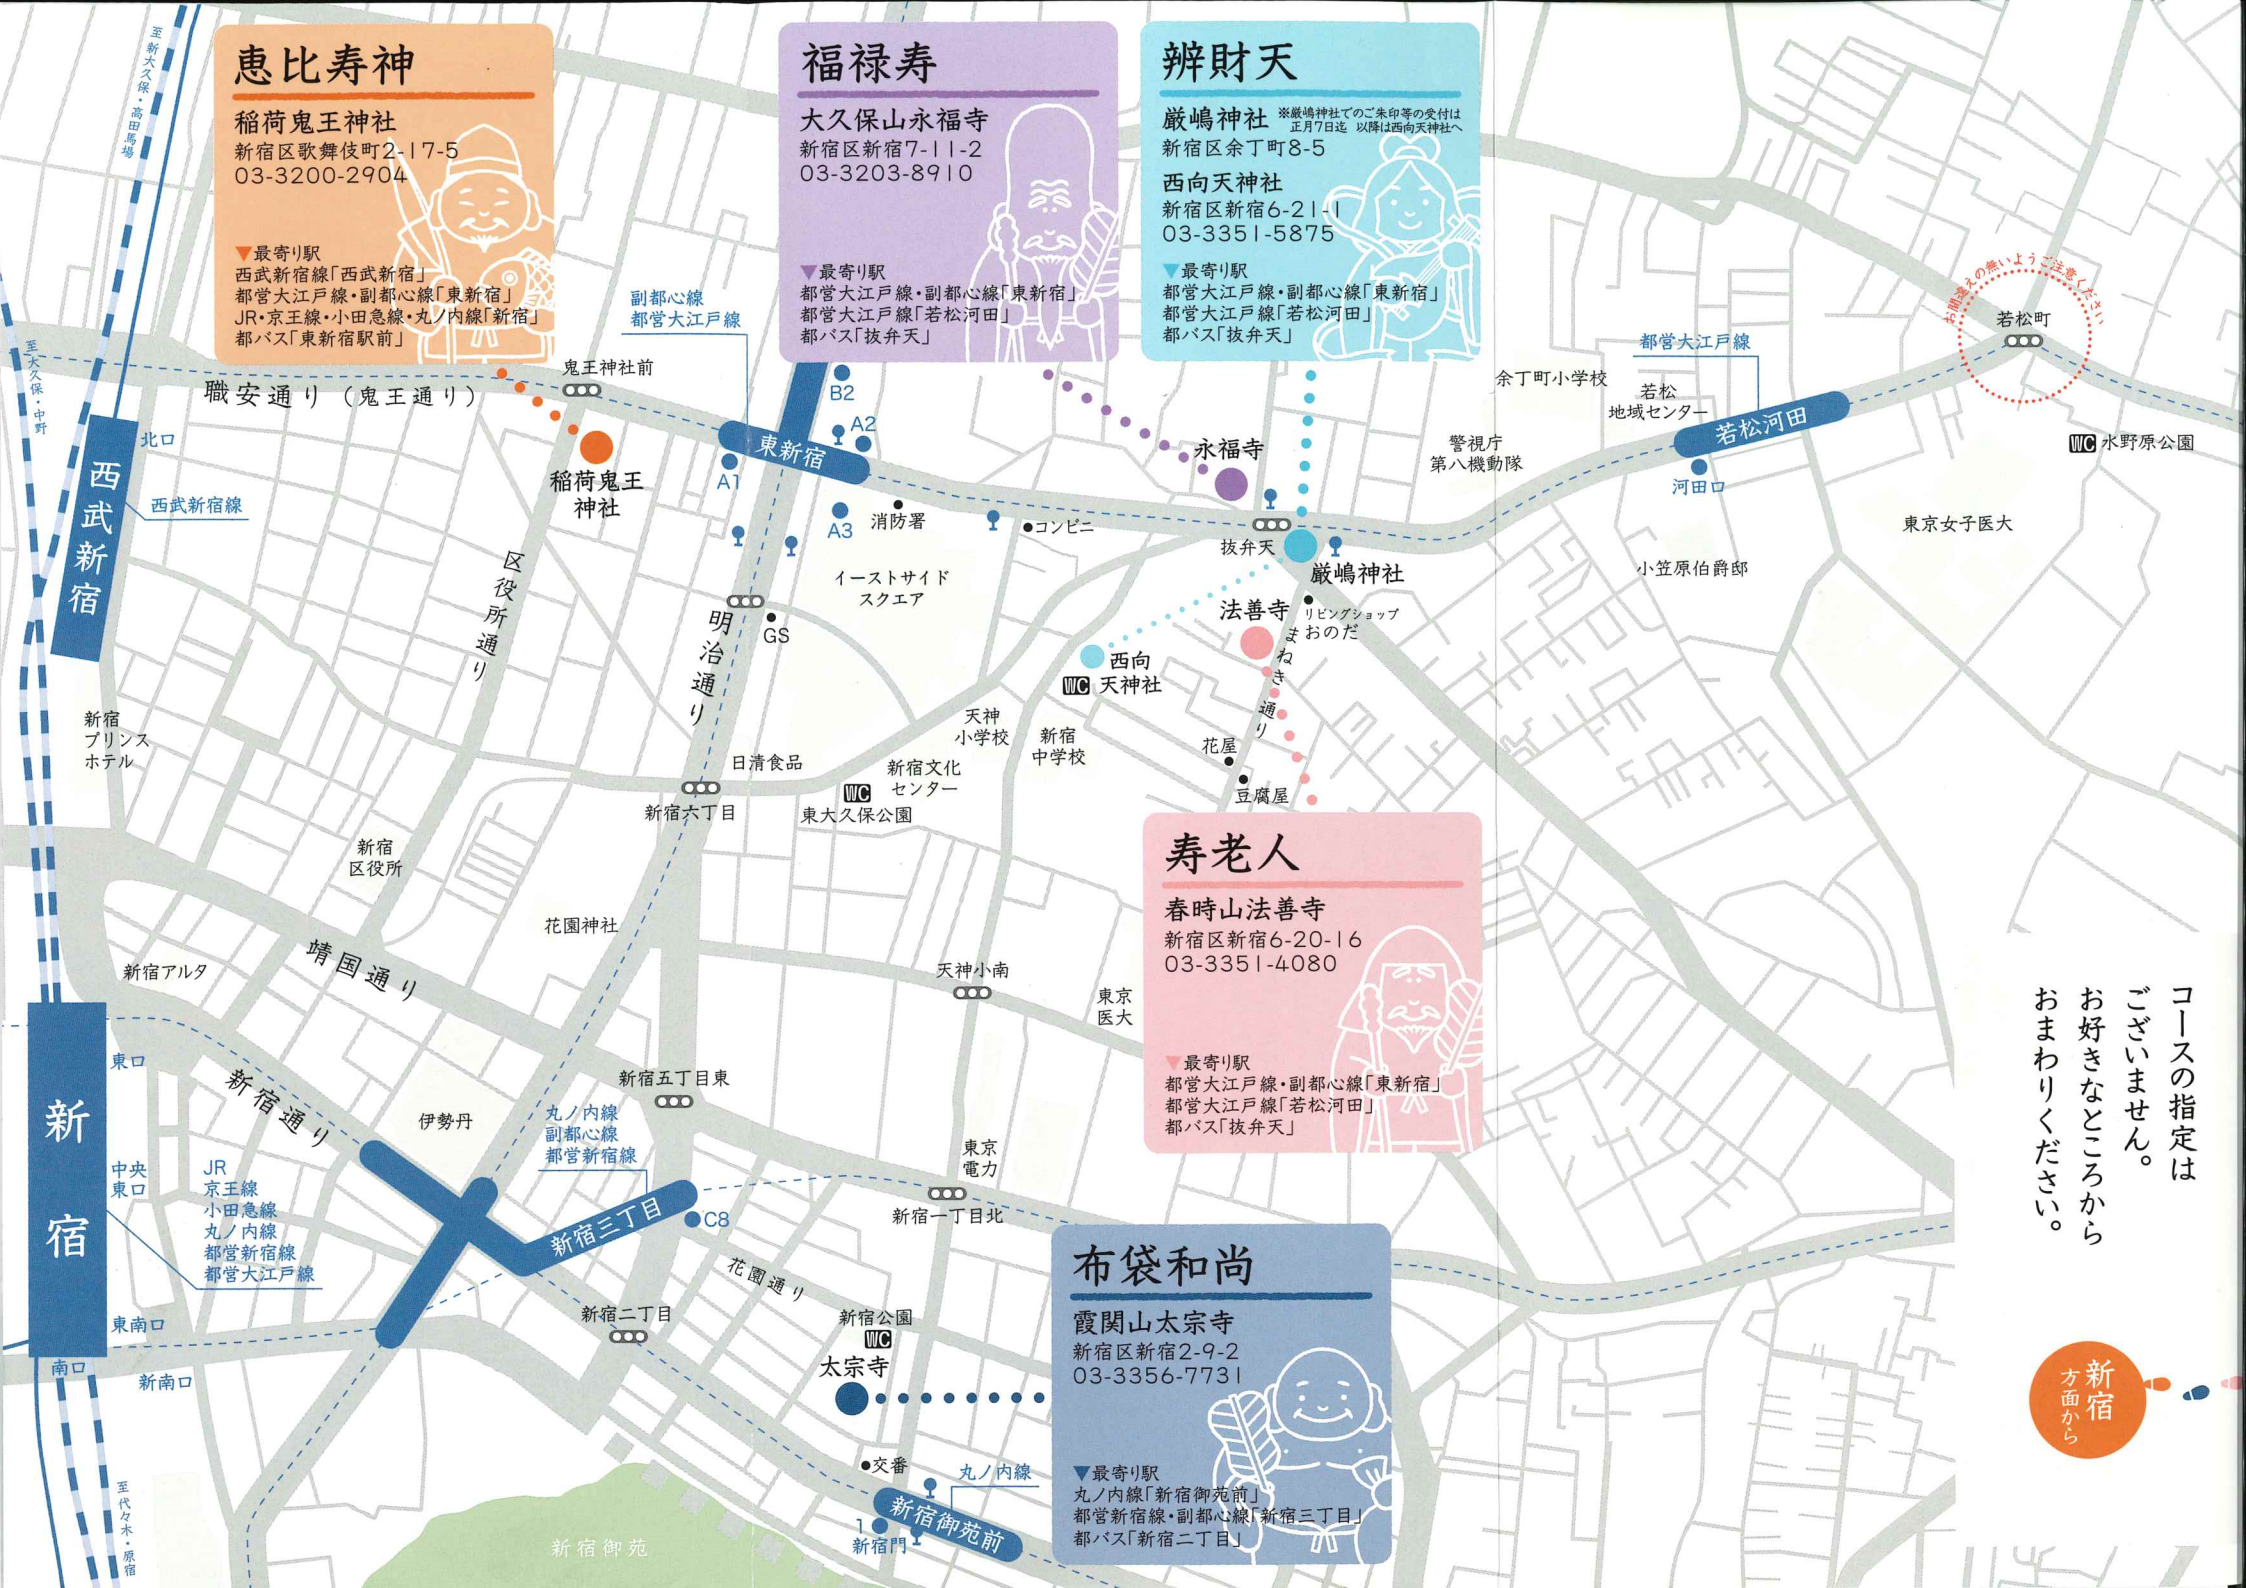 恵比寿神
稲荷鬼王神社
新宿区歌舞伎町2-17-5
03-3200-2904
▼最寄り駅
西武新宿線「西武新宿」
都営大江戸線・副都心線「東新宿」
JR・京王線・小田急線・丸ノ内線「新宿」
都バス「東新宿駅前」
福禄寿
大久保山永福寺
新宿区新宿7-11-2
03-3203-8910
▼最寄り駅
都営大江戸線・副都心線「東新宿」
都営大江戸線「若松河田」
都バス「抜弁天」
辨財天
厳嶋神社
※厳嶋神社でのご朱印等の受付は
正月7日迄 以降は西向天神社へ
新宿区余丁町8-5
西向天神社
新宿区新宿6-21-1
03-3351-5875
▼最寄り駅
都営大江戸線・副都心線「東新宿」
都営大江戸線「若松河田」
都バス「抜弁天」
至新大久保・高田馬場
至大久保・中野
職安通り（鬼王通り）
鬼王神社前
副都心線
都営大江戸線
B2
A2
東新宿
A1
A3
消防署
コンビニ
稲荷鬼王
神社
北口
西武新宿線
西武新宿
区役所通り
明治通り
GS
イーストサイド
スクエア
永福寺
抜弁天
厳嶋神社
法善寺
リビングショップ
おのだ
まねき通り
西向
天神社
WC
警視庁
第八機動隊
余丁町小学校
若松
地域センター
都営大江戸線
若松河田
河田口
小笠原伯爵邸
お間違えの無いようご注意ください
若松町
WC 水野原公園
東京女子医大
新宿
プリンス
ホテル
日清食品
新宿六丁目
天神
小学校
新宿
中学校
新宿文化
センター
WC
東大久保公園
花屋
豆腐屋
新宿
区役所
花園神社
靖国通り
新宿アルタ
天神小南
東京
医大
寿老人
春時山法善寺
新宿区新宿6-20-16
03-3351-4080
▼最寄り駅
都営大江戸線・副都心線「東新宿」
都営大江戸線「若松河田」
都バス「抜弁天」
新宿
東口
中央
東口
JR
京王線
小田急線
丸ノ内線
都営新宿線
都営大江戸線
東南口
南口
新南口
至代々木・原宿
新宿通り
伊勢丹
新宿五丁目東
丸ノ内線
副都心線
都営新宿線
新宿三丁目
C8
花園通り
東京
電力
新宿一丁目北
新宿二丁目
新宿公園
WC
太宗寺
交番
丸ノ内線
新宿御苑前
1
新宿門
新宿御苑
布袋和尚
霞関山太宗寺
新宿区新宿2-9-2
03-3356-7731
▼最寄り駅
丸ノ内線「新宿御苑前」
都営新宿線・副都心線「新宿三丁目」
都バス「新宿二丁目」
コースの指定は
ございません。
お好きなところから
おまわりください。
新宿
方面から